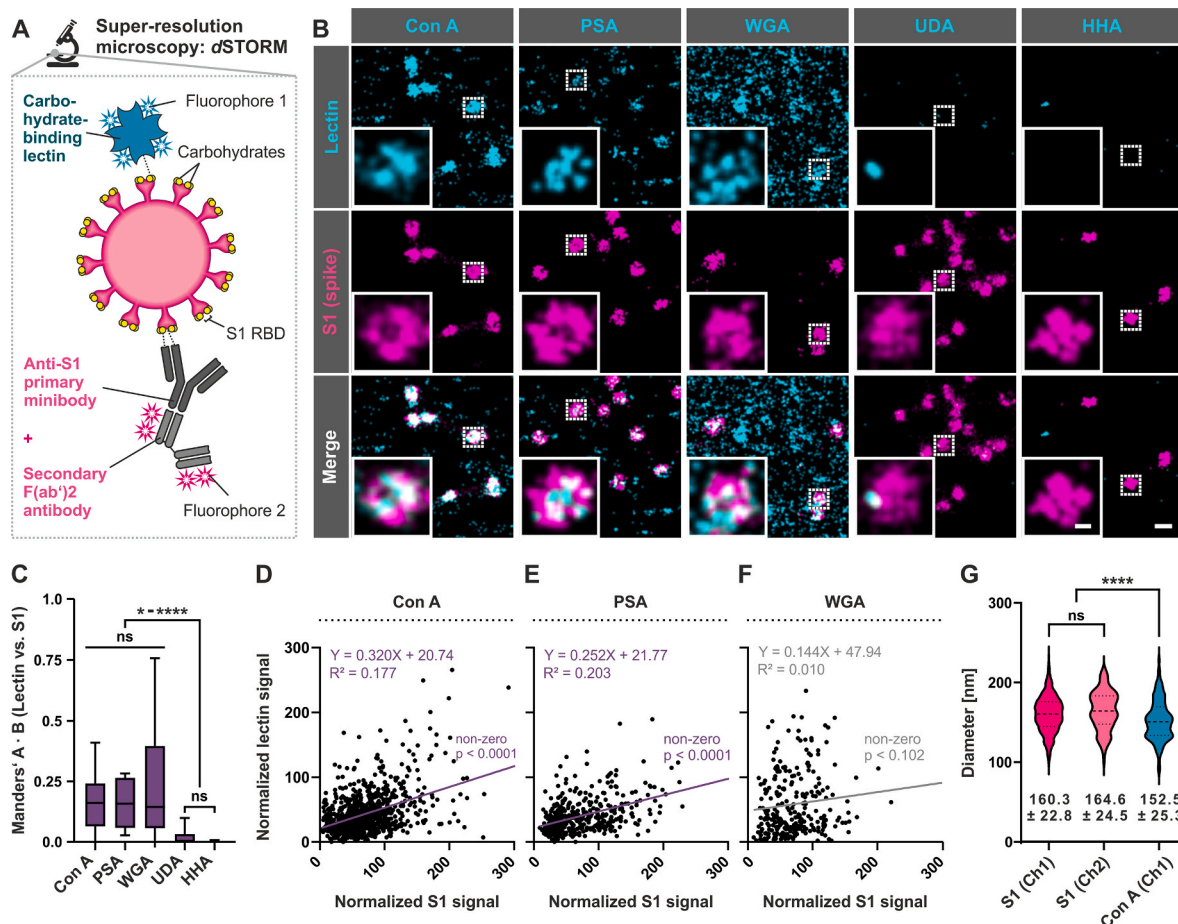 A
Super-resolution
microscopy: dSTORM
Carbo-
hydrate-
binding
lectin
Fluorophore 1
Carbohydrates
S1 RBD
Anti-S1
primary
minibody
+
Secondary
F(ab‘)2
antibody
Fluorophore 2
B
Con A PSA WGA UDA HHA
Lectin
S1 (spike)
Merge
C
Manders‘ A · B (Lectin vs. S1)
1.0
0.75
0.50
0.25
0.0
* - ****
ns
ns
Con A PSA WGA UDA HHA
D
Con A
Normalized lectin signal
300
200
100
0
Y = 0.320X + 20.74
R² = 0.177
non-zero
p < 0.0001
0 100 200 300
Normalized S1 signal
E
PSA
Y = 0.252X + 21.77
R² = 0.203
non-zero
p < 0.0001
0 100 200 300
Normalized S1 signal
F
WGA
Y = 0.144X + 47.94
R² = 0.010
non-zero
p < 0.102
0 100 200 300
Normalized S1 signal
G
Diameter [nm]
300
200
100
0
****
ns
160.3 164.6 152.5
± 22.8 ± 24.5 ± 25.3
S1 (Ch1) S1 (Ch2) Con A (Ch1)